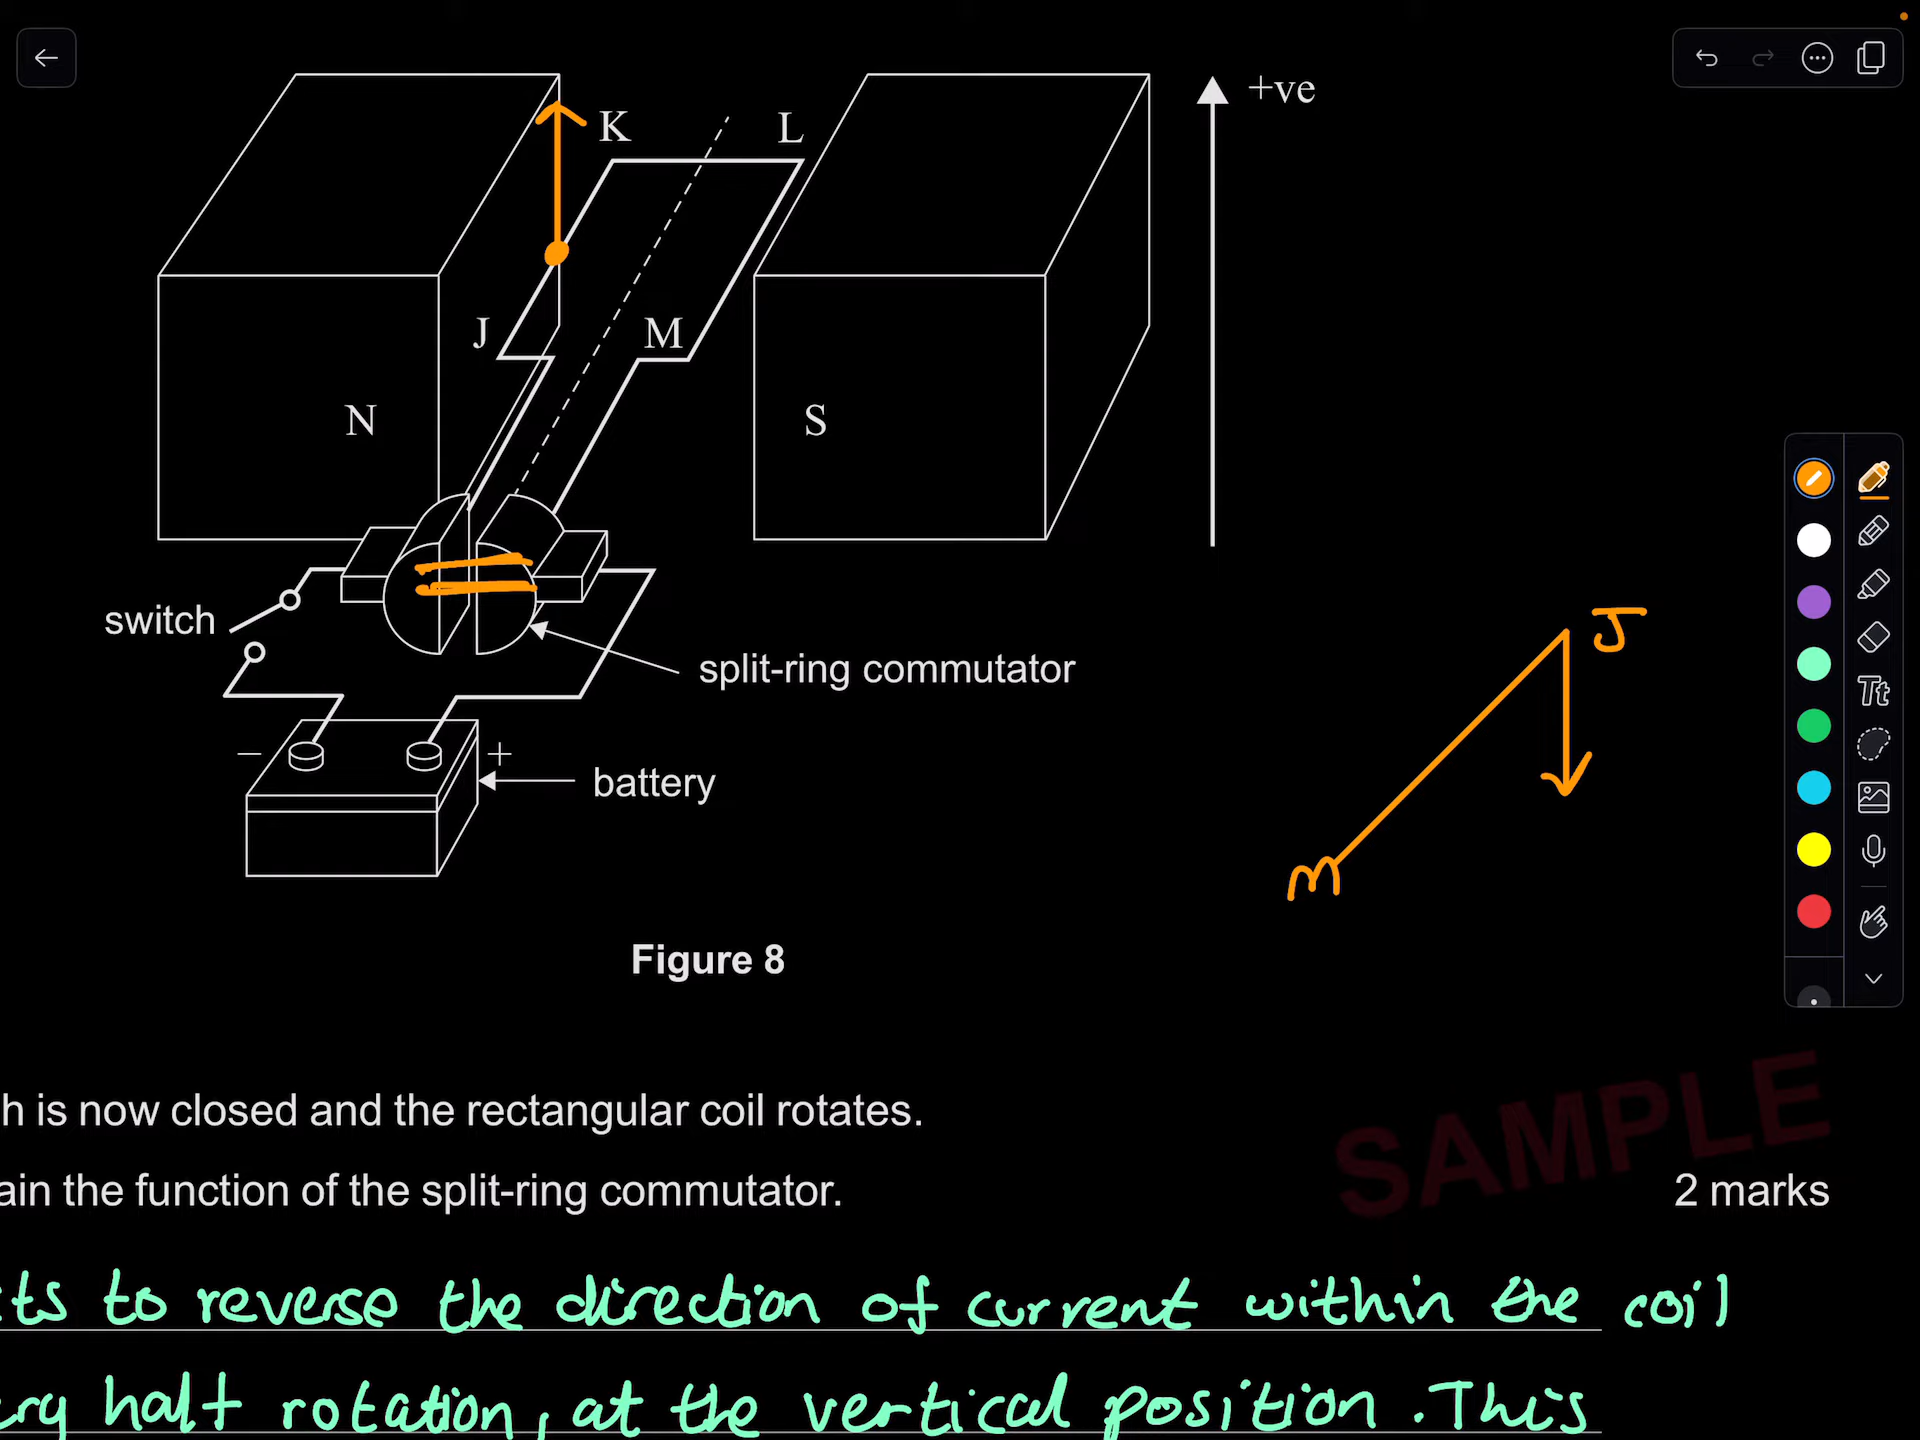 +ve
K
L
J
M
N
S
switch
split-ring commutator
J
− +
battery
M
Figure 8
h is now closed and the rectangular coil rotates.
SAMPLE
ain the function of the split-ring commutator. 2 marks
ts to reverse the direction of current within the coil
ery half rotation, at the vertical position. This
Tt